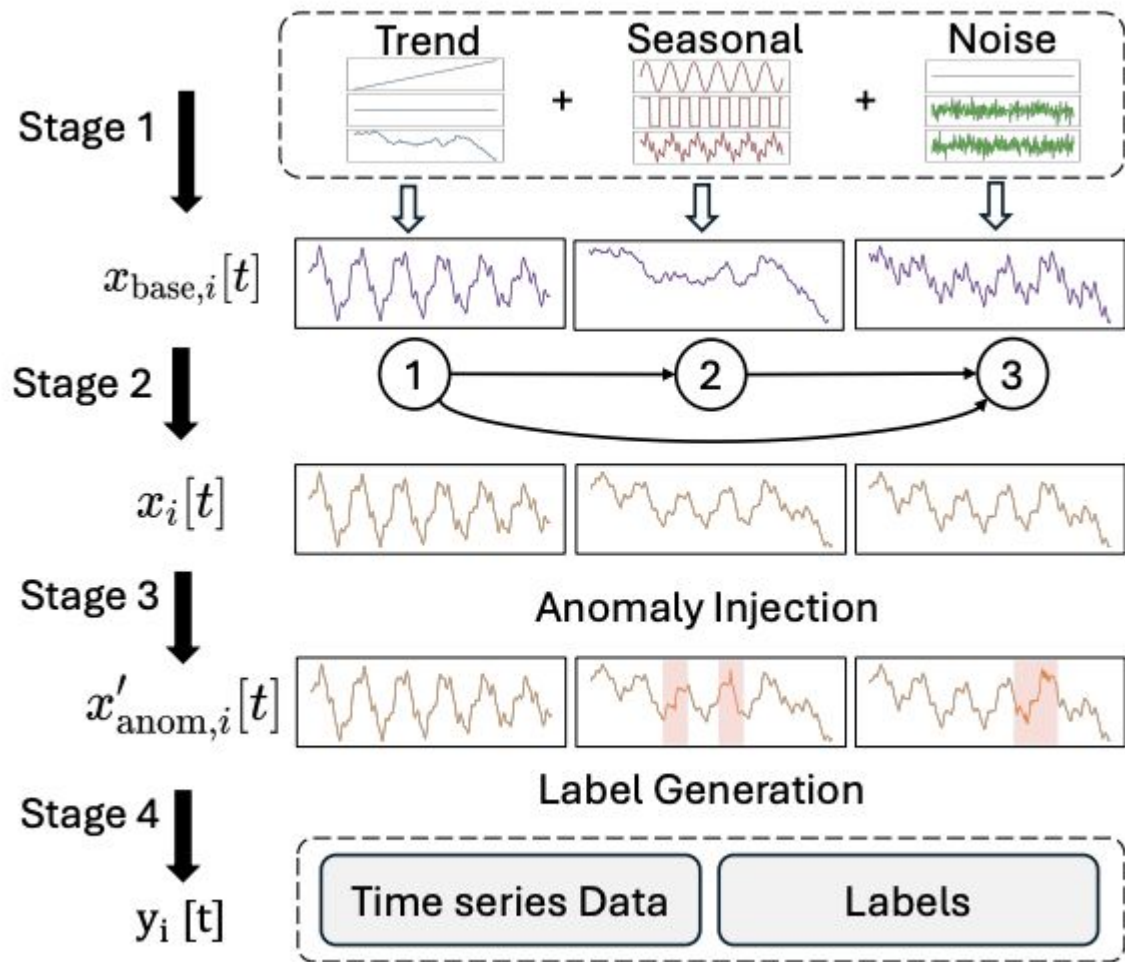 Trend Seasonal Noise
+ +
Stage 1
x_base,i[t]
Stage 2
1 2 3
x_i[t]
Stage 3
Anomaly Injection
x'_anom,i[t]
Label Generation
Stage 4
Time series Data Labels
y_i [t]